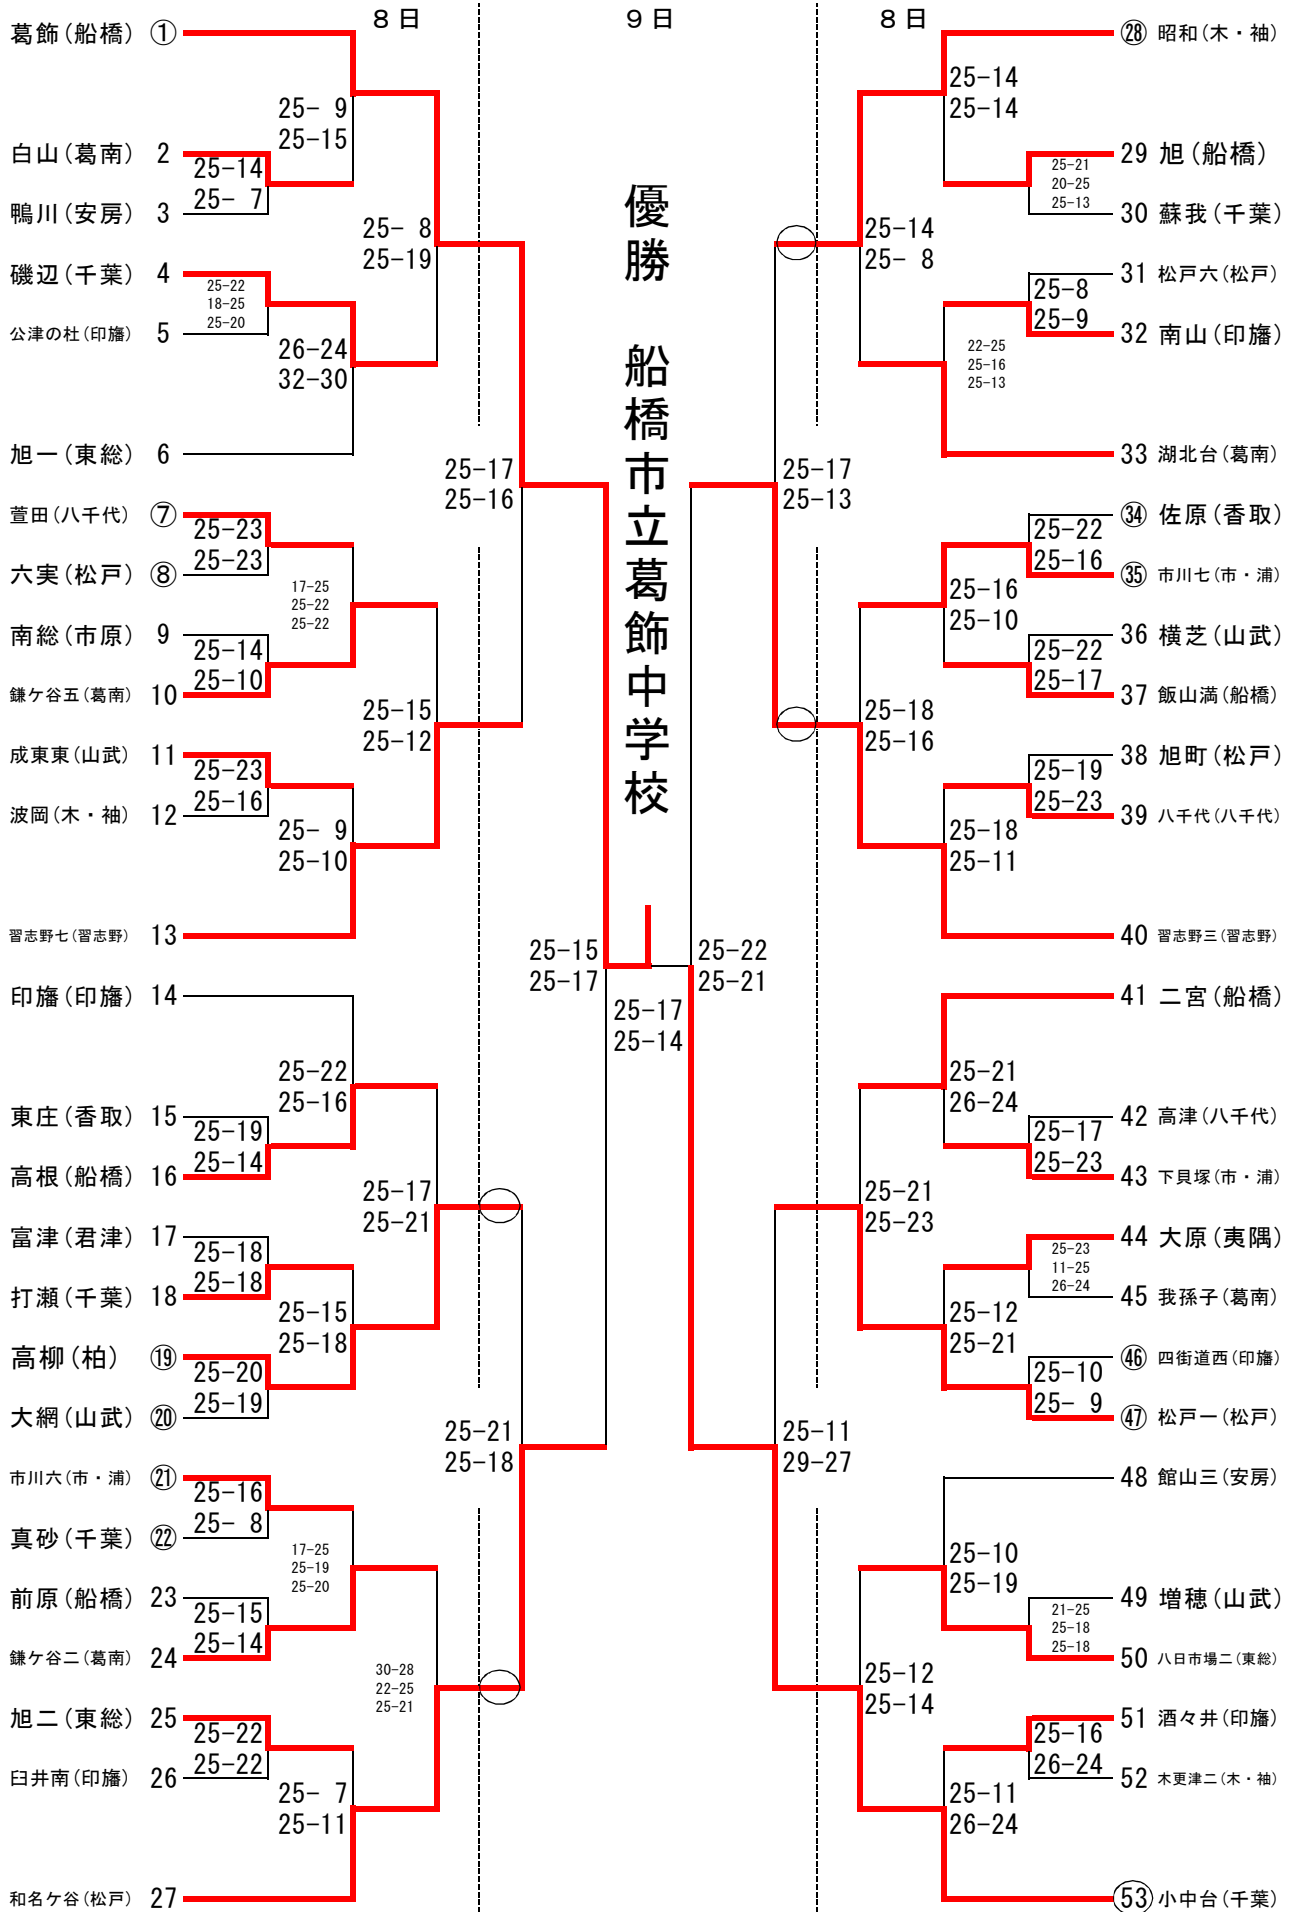 8日
9日
8日
葛飾(船橋) ①
25- 9
25-15
白山(葛南) 2
25-14
25- 7
鴨川(安房) 3
25- 8
25-19
磯辺(千葉) 4
25-22
18-25
25-20
公津の杜(印旛) 5
26-24
32-30
旭一(東総) 6
25-17
25-16
萱田(八千代) ⑦
25-23
25-23
六実(松戸) ⑧
17-25
25-22
25-22
南総(市原) 9
25-14
25-10
鎌ケ谷五(葛南) 10
25-15
25-12
成東東(山武) 11
25-23
25-16
波岡(木・袖) 12
25- 9
25-10
習志野七(習志野) 13
25-15
25-17
印旛(印旛) 14
25-22
25-16
東庄(香取) 15
25-19
25-14
高根(船橋) 16
25-17
25-21
富津(君津) 17
25-18
25-18
打瀬(千葉) 18
25-15
25-18
高柳(柏) ⑲
25-20
25-19
大網(山武) ⑳
25-21
25-18
市川六(市・浦) ㉑
25-16
25- 8
真砂(千葉) ㉒
17-25
25-19
25-20
前原(船橋) 23
25-15
25-14
鎌ケ谷二(葛南) 24
30-28
22-25
25-21
旭二(東総) 25
25-22
25-22
臼井南(印旛) 26
25- 7
25-11
和名ケ谷(松戸) 27
優勝 船橋市立葛飾中学校
25-17
25-14
㉘ 昭和(木・袖)
25-14
25-14
29 旭(船橋)
25-21
20-25
25-13
30 蘇我(千葉)
25-14
25- 8
31 松戸六(松戸)
25-8
25-9
32 南山(印旛)
22-25
25-16
25-13
33 湖北台(葛南)
25-17
25-13
㉞ 佐原(香取)
25-22
25-16
㉟ 市川七(市・浦)
25-16
25-10
36 横芝(山武)
25-22
25-17
37 飯山満(船橋)
25-18
25-16
38 旭町(松戸)
25-19
25-23
39 八千代(八千代)
25-18
25-11
40 習志野三(習志野)
25-22
25-21
41 二宮(船橋)
25-21
26-24
42 高津(八千代)
25-17
25-23
43 下貝塚(市・浦)
25-21
25-23
44 大原(夷隅)
25-23
11-25
26-24
45 我孫子(葛南)
25-12
25-21
㊻ 四街道西(印旛)
25-10
25- 9
㊼ 松戸一(松戸)
25-11
29-27
48 館山三(安房)
25-10
25-19
49 増穂(山武)
21-25
25-18
25-18
50 八日市場二(東総)
25-12
25-14
51 酒々井(印旛)
25-16
26-24
52 木更津二(木・袖)
25-11
26-24
53 小中台(千葉)